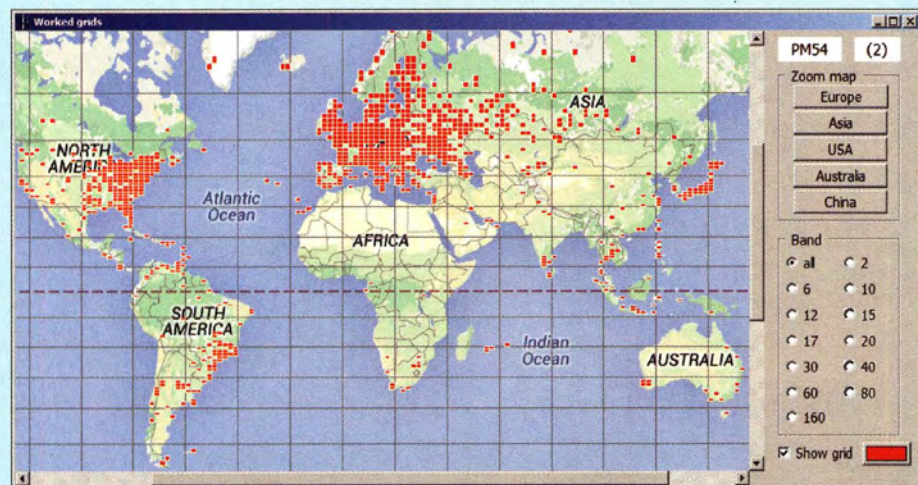 Worked grids
PM54 (2)
Zoom map
Europe
Asia
USA
Australia
China
Band
all 2
6 10
12 15
17 20
30 40
60 80
160
Show grid
NORTH
AMERIC
Atlantic
Ocean
ASIA
AFRICA
SOUTH
AMERICA
Indian
Ocean
AUSTRALIA